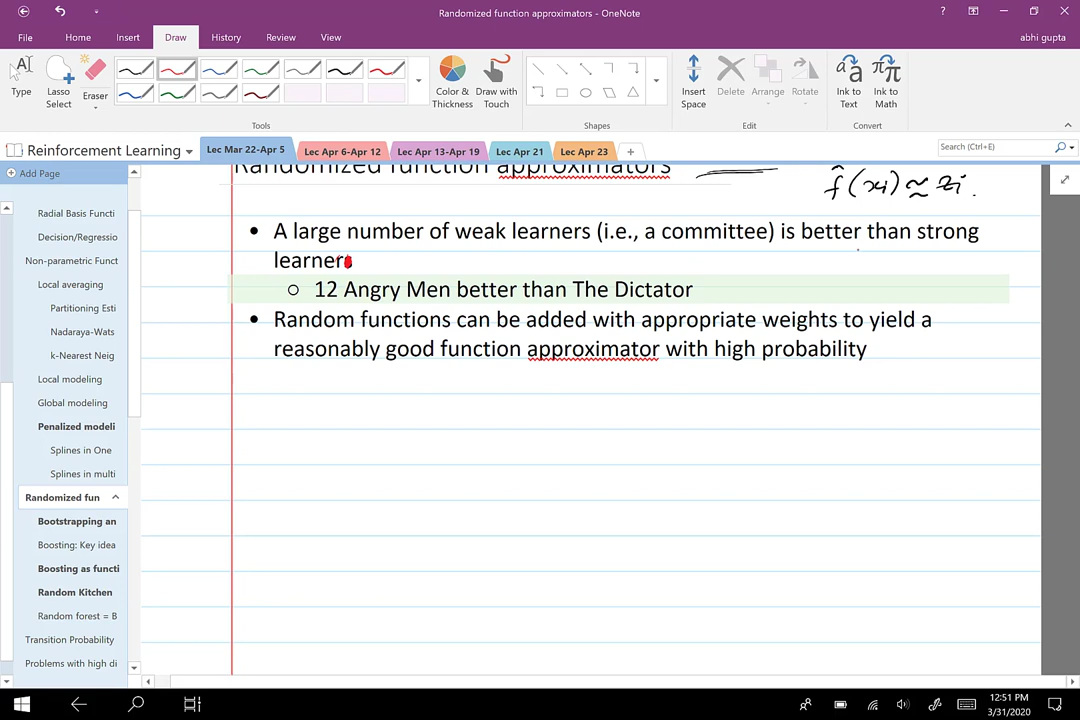 Randomized function approximators - OneNote
?
abhi gupta
File
Home
Insert
Draw
History
Review
View
Type
Lasso
Select
Eraser
Color &
Thickness
Draw with
Touch
Insert
Space
Delete
Arrange
Rotate
Ink to
Text
Ink to
Math
Tools
Shapes
Edit
Convert
Reinforcement Learning
Lec Mar 22-Apr 5
Lec Apr 6-Apr 12
Lec Apr 13-Apr 19
Lec Apr 21
Lec Apr 23
Search (Ctrl+E)
Add Page
Radial Basis Functi
Decision/Regressio
Non-parametric Funct
Local averaging
Partitioning Esti
Nadaraya-Wats
k-Nearest Neig
Local modeling
Global modeling
Penalized modeli
Splines in One
Splines in multi
Randomized fun
Bootstrapping an
Boosting: Key idea
Boosting as functi
Random Kitchen
Random forest = B
Transition Probability
Problems with high di
Randomized function approximators
f̂(xi) ≈ zi.
A large number of weak learners (i.e., a committee) is better than strong
learners
12 Angry Men better than The Dictator
Random functions can be added with appropriate weights to yield a
reasonably good function approximator with high probability
12:51 PM
3/31/2020